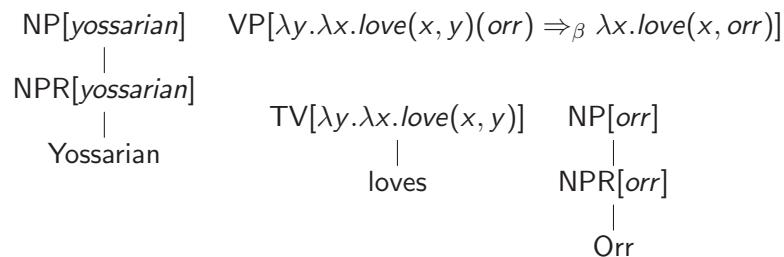 NP[yossarian] VP[λy.λx.love(x, y)(orr) ⇒β λx.love(x, orr)]
NPR[yossarian]
TV[λy.λx.love(x, y)] NP[orr]
Yossarian
loves NPR[orr]
Orr